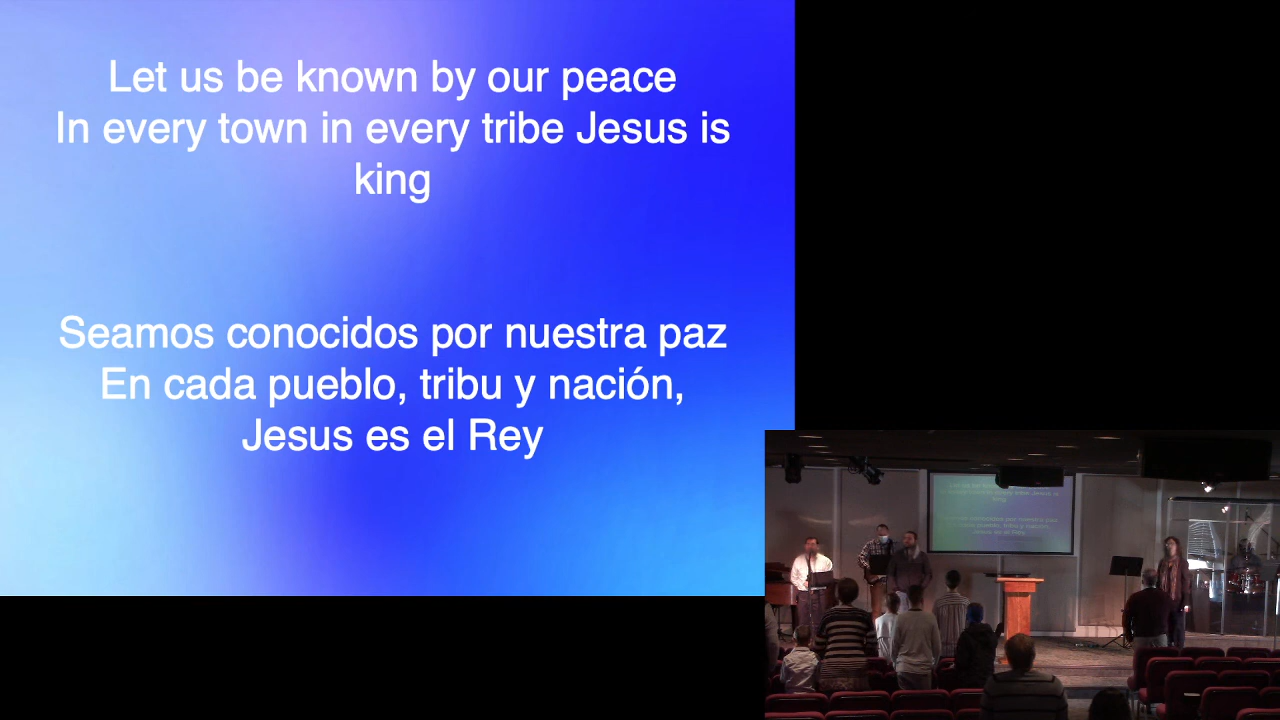 Let us be known by our peace
In every town in every tribe Jesus is
king
Seamos conocidos por nuestra paz
En cada pueblo, tribu y nación,
Jesus es el Rey